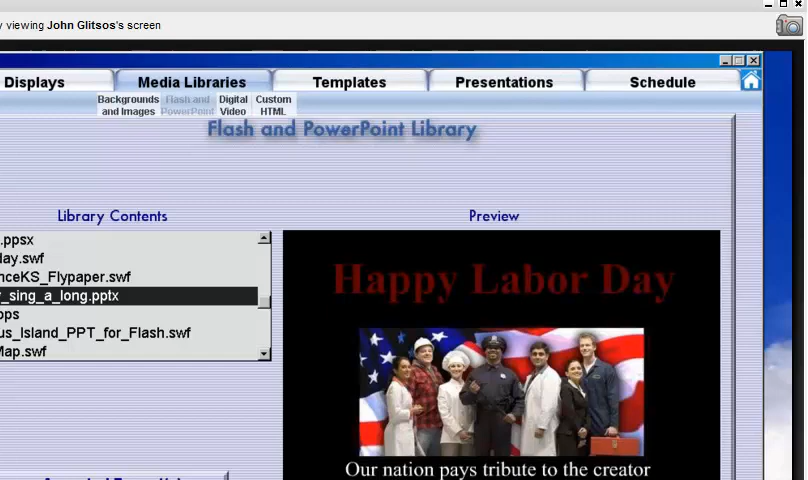 viewing John Glitsos's screen
Displays
Media Libraries
Templates
Presentations
Schedule
Backgrounds and Images
Flash and PowerPoint
Digital Video
Custom HTML
Flash and PowerPoint Library
Library Contents
Preview
.ppsx
day.swf
nceKS_Flypaper.swf
_sing_a_long.pptx
pps
us_Island_PPT_for_Flash.swf
Map.swf
Happy Labor Day
Our nation pays tribute to the creator